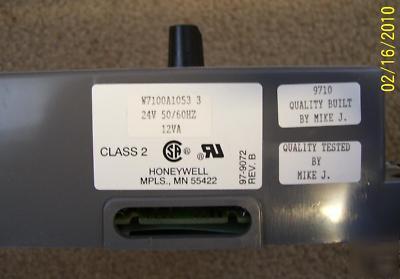 W7100A1053 3
24V 50/60HZ
12VA
CLASS 2
HONEYWELL
MPLS., MN 55422
97-9072
REV. B
9710
QUALITY BUILT
BY MIKE J.
QUALITY TESTED
BY
MIKE J.
02/16/2010